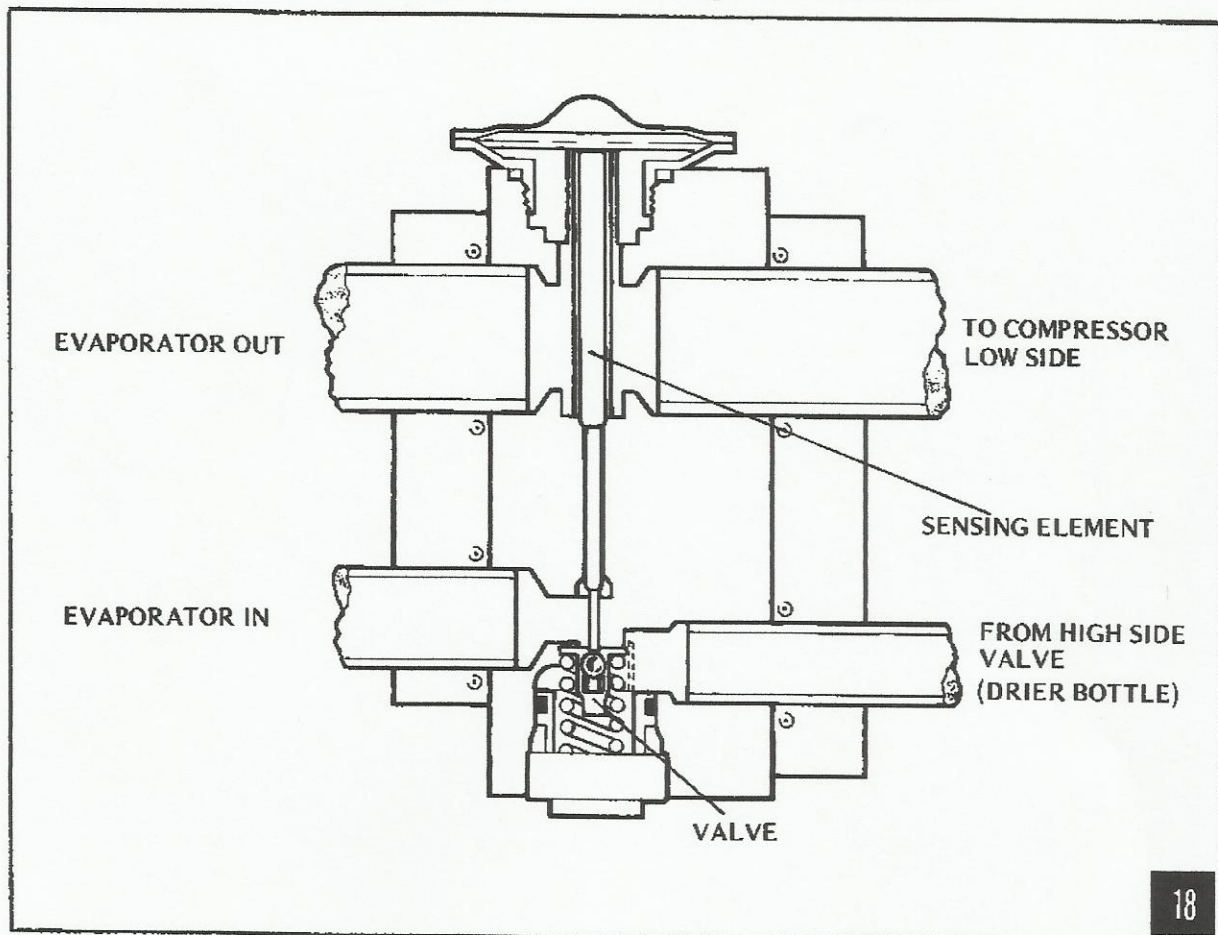 EVAPORATOR OUT
TO COMPRESSOR
LOW SIDE
SENSING ELEMENT
EVAPORATOR IN
FROM HIGH SIDE
VALVE
(DRIER BOTTLE)
VALVE
18